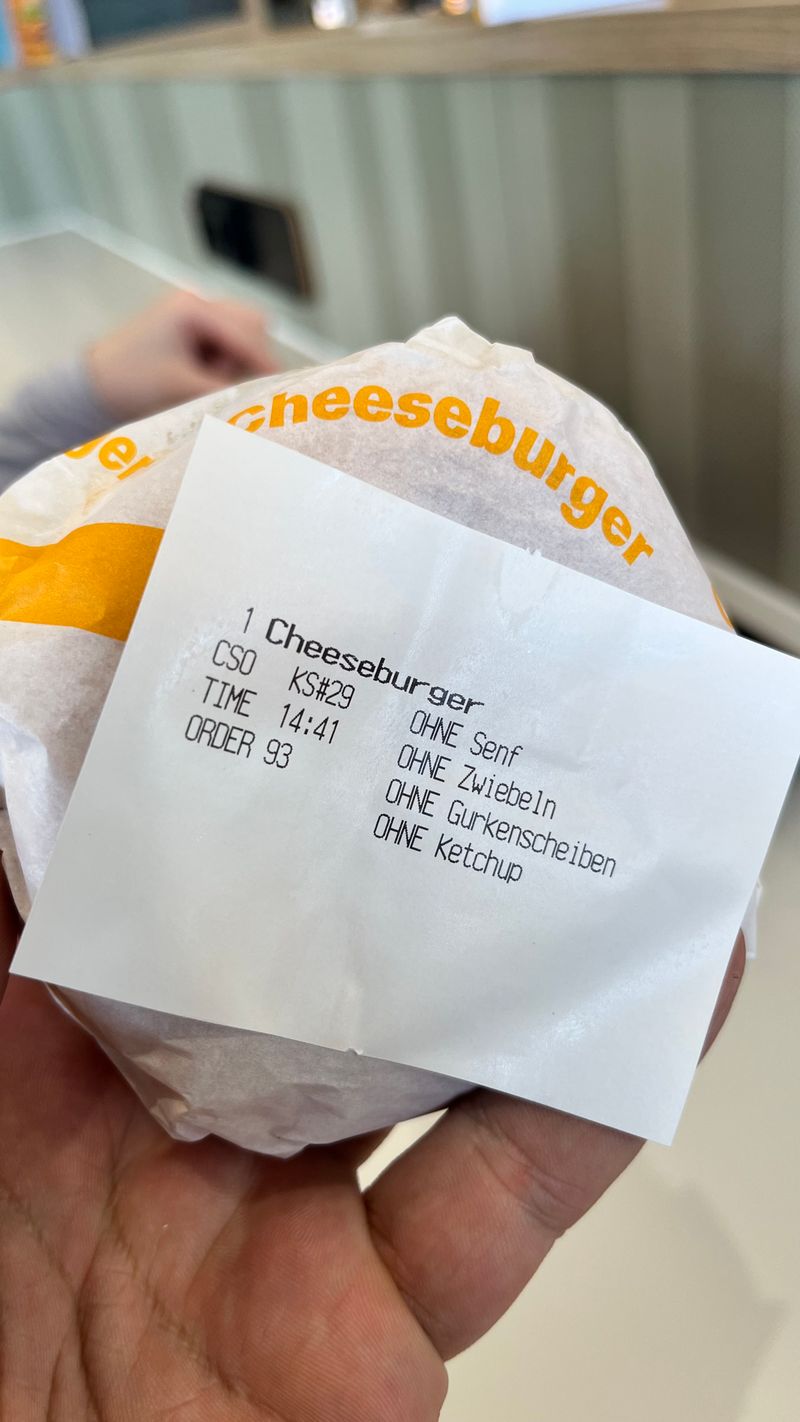 Cheeseburger
ger
1 Cheeseburger
CSO KS#29
TIME 14:41
ORDER 93
OHNE Senf
OHNE Zwiebeln
OHNE Gurkenscheiben
OHNE Ketchup